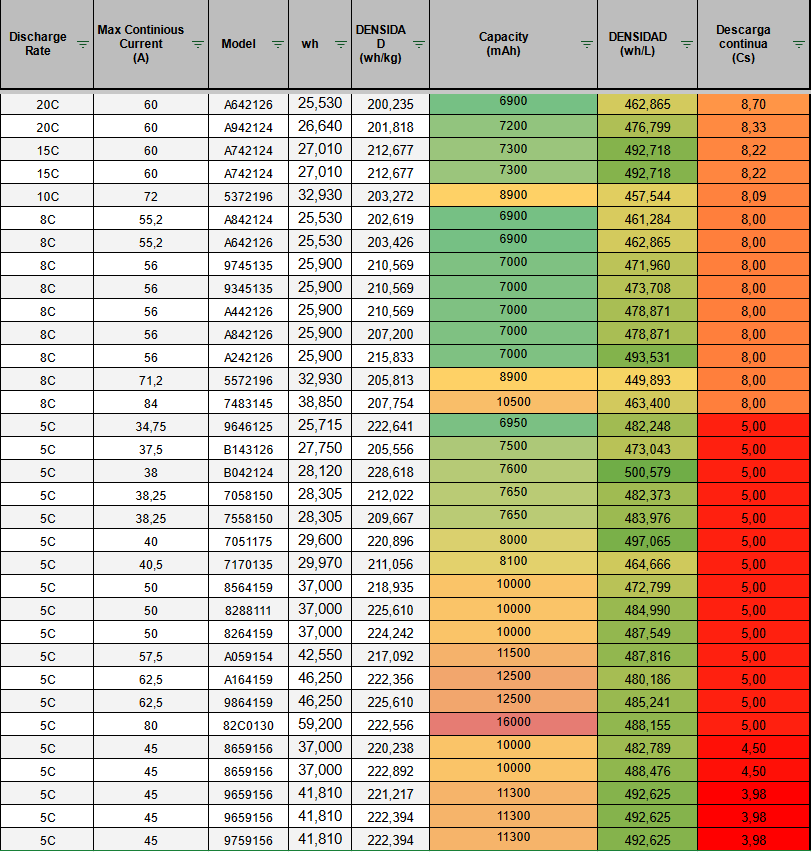 Discharge Rate | Max Continious Current (A) | Model | wh | DENSIDAD (wh/kg) | Capacity (mAh) | DENSIDAD (wh/L) | Descarga continua (Cs)
20C | 60 | A642126 | 25,530 | 200,235 | 6900 | 462,865 | 8,70
20C | 60 | A942124 | 26,640 | 201,818 | 7200 | 476,799 | 8,33
15C | 60 | A742124 | 27,010 | 212,677 | 7300 | 492,718 | 8,22
15C | 60 | A742124 | 27,010 | 212,677 | 7300 | 492,718 | 8,22
10C | 72 | 5372196 | 32,930 | 203,272 | 8900 | 457,544 | 8,09
8C | 55,2 | A842124 | 25,530 | 202,619 | 6900 | 461,284 | 8,00
8C | 55,2 | A642126 | 25,530 | 203,426 | 6900 | 462,865 | 8,00
8C | 56 | 9745135 | 25,900 | 210,569 | 7000 | 471,960 | 8,00
8C | 56 | 9345135 | 25,900 | 210,569 | 7000 | 473,708 | 8,00
8C | 56 | A442126 | 25,900 | 210,569 | 7000 | 478,871 | 8,00
8C | 56 | A842126 | 25,900 | 207,200 | 7000 | 478,871 | 8,00
8C | 56 | A242126 | 25,900 | 215,833 | 7000 | 493,531 | 8,00
8C | 71,2 | 5572196 | 32,930 | 205,813 | 8900 | 449,893 | 8,00
8C | 84 | 7483145 | 38,850 | 207,754 | 10500 | 463,400 | 8,00
5C | 34,75 | 9646125 | 25,715 | 222,641 | 6950 | 482,248 | 5,00
5C | 37,5 | B143126 | 27,750 | 205,556 | 7500 | 473,043 | 5,00
5C | 38 | B042124 | 28,120 | 228,618 | 7600 | 500,579 | 5,00
5C | 38,25 | 7058150 | 28,305 | 212,022 | 7650 | 482,373 | 5,00
5C | 38,25 | 7558150 | 28,305 | 209,667 | 7650 | 483,976 | 5,00
5C | 40 | 7051175 | 29,600 | 220,896 | 8000 | 497,065 | 5,00
5C | 40,5 | 7170135 | 29,970 | 211,056 | 8100 | 464,666 | 5,00
5C | 50 | 8564159 | 37,000 | 218,935 | 10000 | 472,799 | 5,00
5C | 50 | 8288111 | 37,000 | 225,610 | 10000 | 484,990 | 5,00
5C | 50 | 8264159 | 37,000 | 224,242 | 10000 | 487,549 | 5,00
5C | 57,5 | A059154 | 42,550 | 217,092 | 11500 | 487,816 | 5,00
5C | 62,5 | A164159 | 46,250 | 222,356 | 12500 | 480,186 | 5,00
5C | 62,5 | 9864159 | 46,250 | 225,610 | 12500 | 485,241 | 5,00
5C | 80 | 82C0130 | 59,200 | 222,556 | 16000 | 488,155 | 5,00
5C | 45 | 8659156 | 37,000 | 220,238 | 10000 | 482,789 | 4,50
5C | 45 | 8659156 | 37,000 | 222,892 | 10000 | 488,476 | 4,50
5C | 45 | 9659156 | 41,810 | 221,217 | 11300 | 492,625 | 3,98
5C | 45 | 9659156 | 41,810 | 222,394 | 11300 | 492,625 | 3,98
5C | 45 | 9759156 | 41,810 | 222,394 | 11300 | 492,625 | 3,98